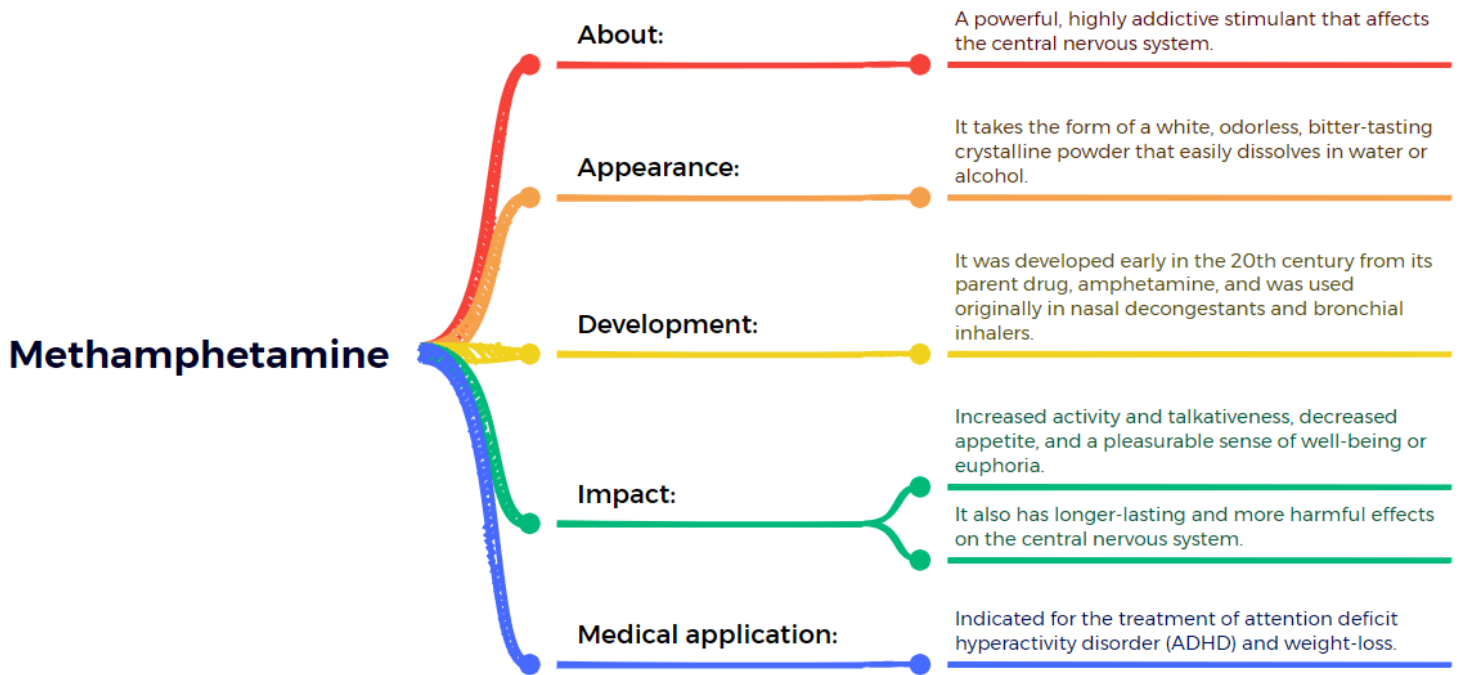 Methamphetamine
About:
A powerful, highly addictive stimulant that affects
the central nervous system.
Appearance:
It takes the form of a white, odorless, bitter-tasting
crystalline powder that easily dissolves in water or
alcohol.
Development:
It was developed early in the 20th century from its
parent drug, amphetamine, and was used
originally in nasal decongestants and bronchial
inhalers.
Impact:
Increased activity and talkativeness, decreased
appetite, and a pleasurable sense of well-being or
euphoria.
It also has longer-lasting and more harmful effects
on the central nervous system.
Medical application:
Indicated for the treatment of attention deficit
hyperactivity disorder (ADHD) and weight-loss.